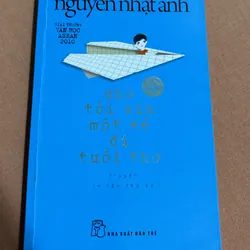 nguyễn nhật ánh
GIẢI THƯỞNG
VĂN HỌC
ASEAN
2010
cho
tôi xin
một vé
đi
tuổi thơ
truyện
NHÀ XUẤT BẢN TRẺ